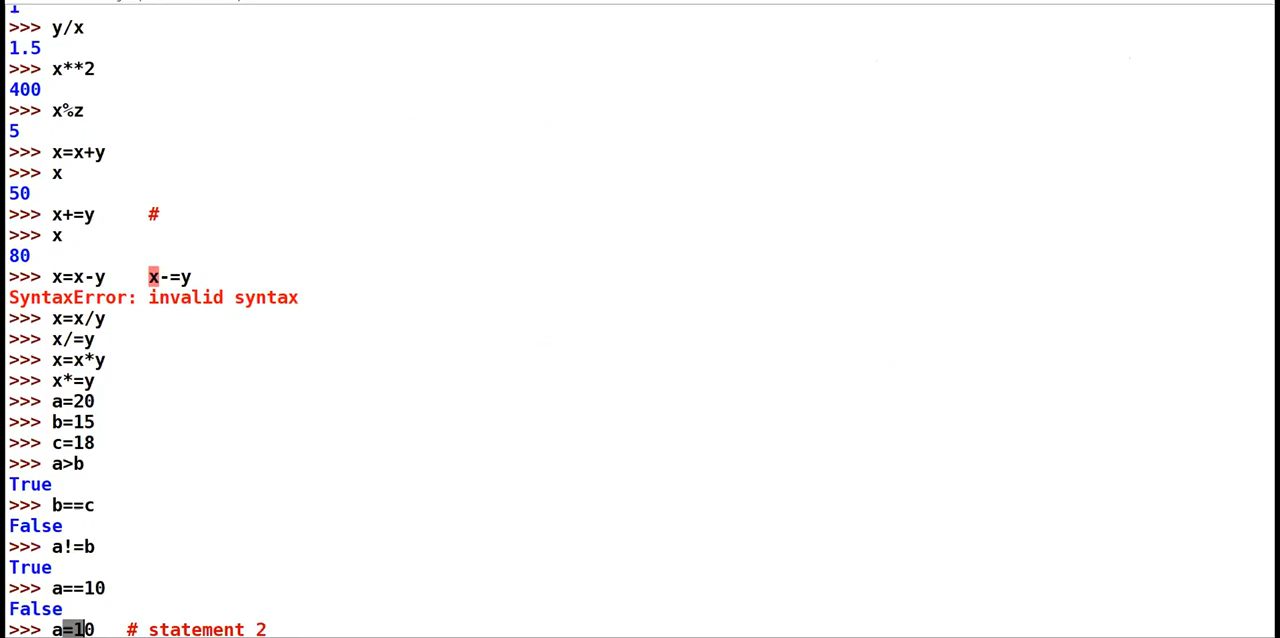 1
>>> y/x
1.5
>>> x**2
400
>>> x%z
5
>>> x=x+y
>>> x
50
>>> x+=y     #
>>> x
80
>>> x=x-y    x-=y
SyntaxError: invalid syntax
>>> x=x/y
>>> x/=y
>>> x=x*y
>>> x*=y
>>> a=20
>>> b=15
>>> c=18
>>> a>b
True
>>> b==c
False
>>> a!=b
True
>>> a==10
False
>>> a=10   # statement 2